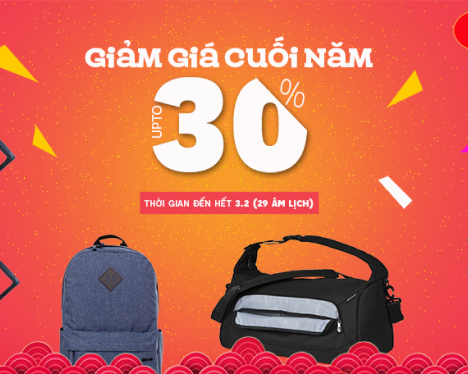 GIẢM GIÁ CUỐI NĂM
UPTO 30%
THỜI GIAN ĐẾN HẾT 3.2 (29 ÂM LỊCH)